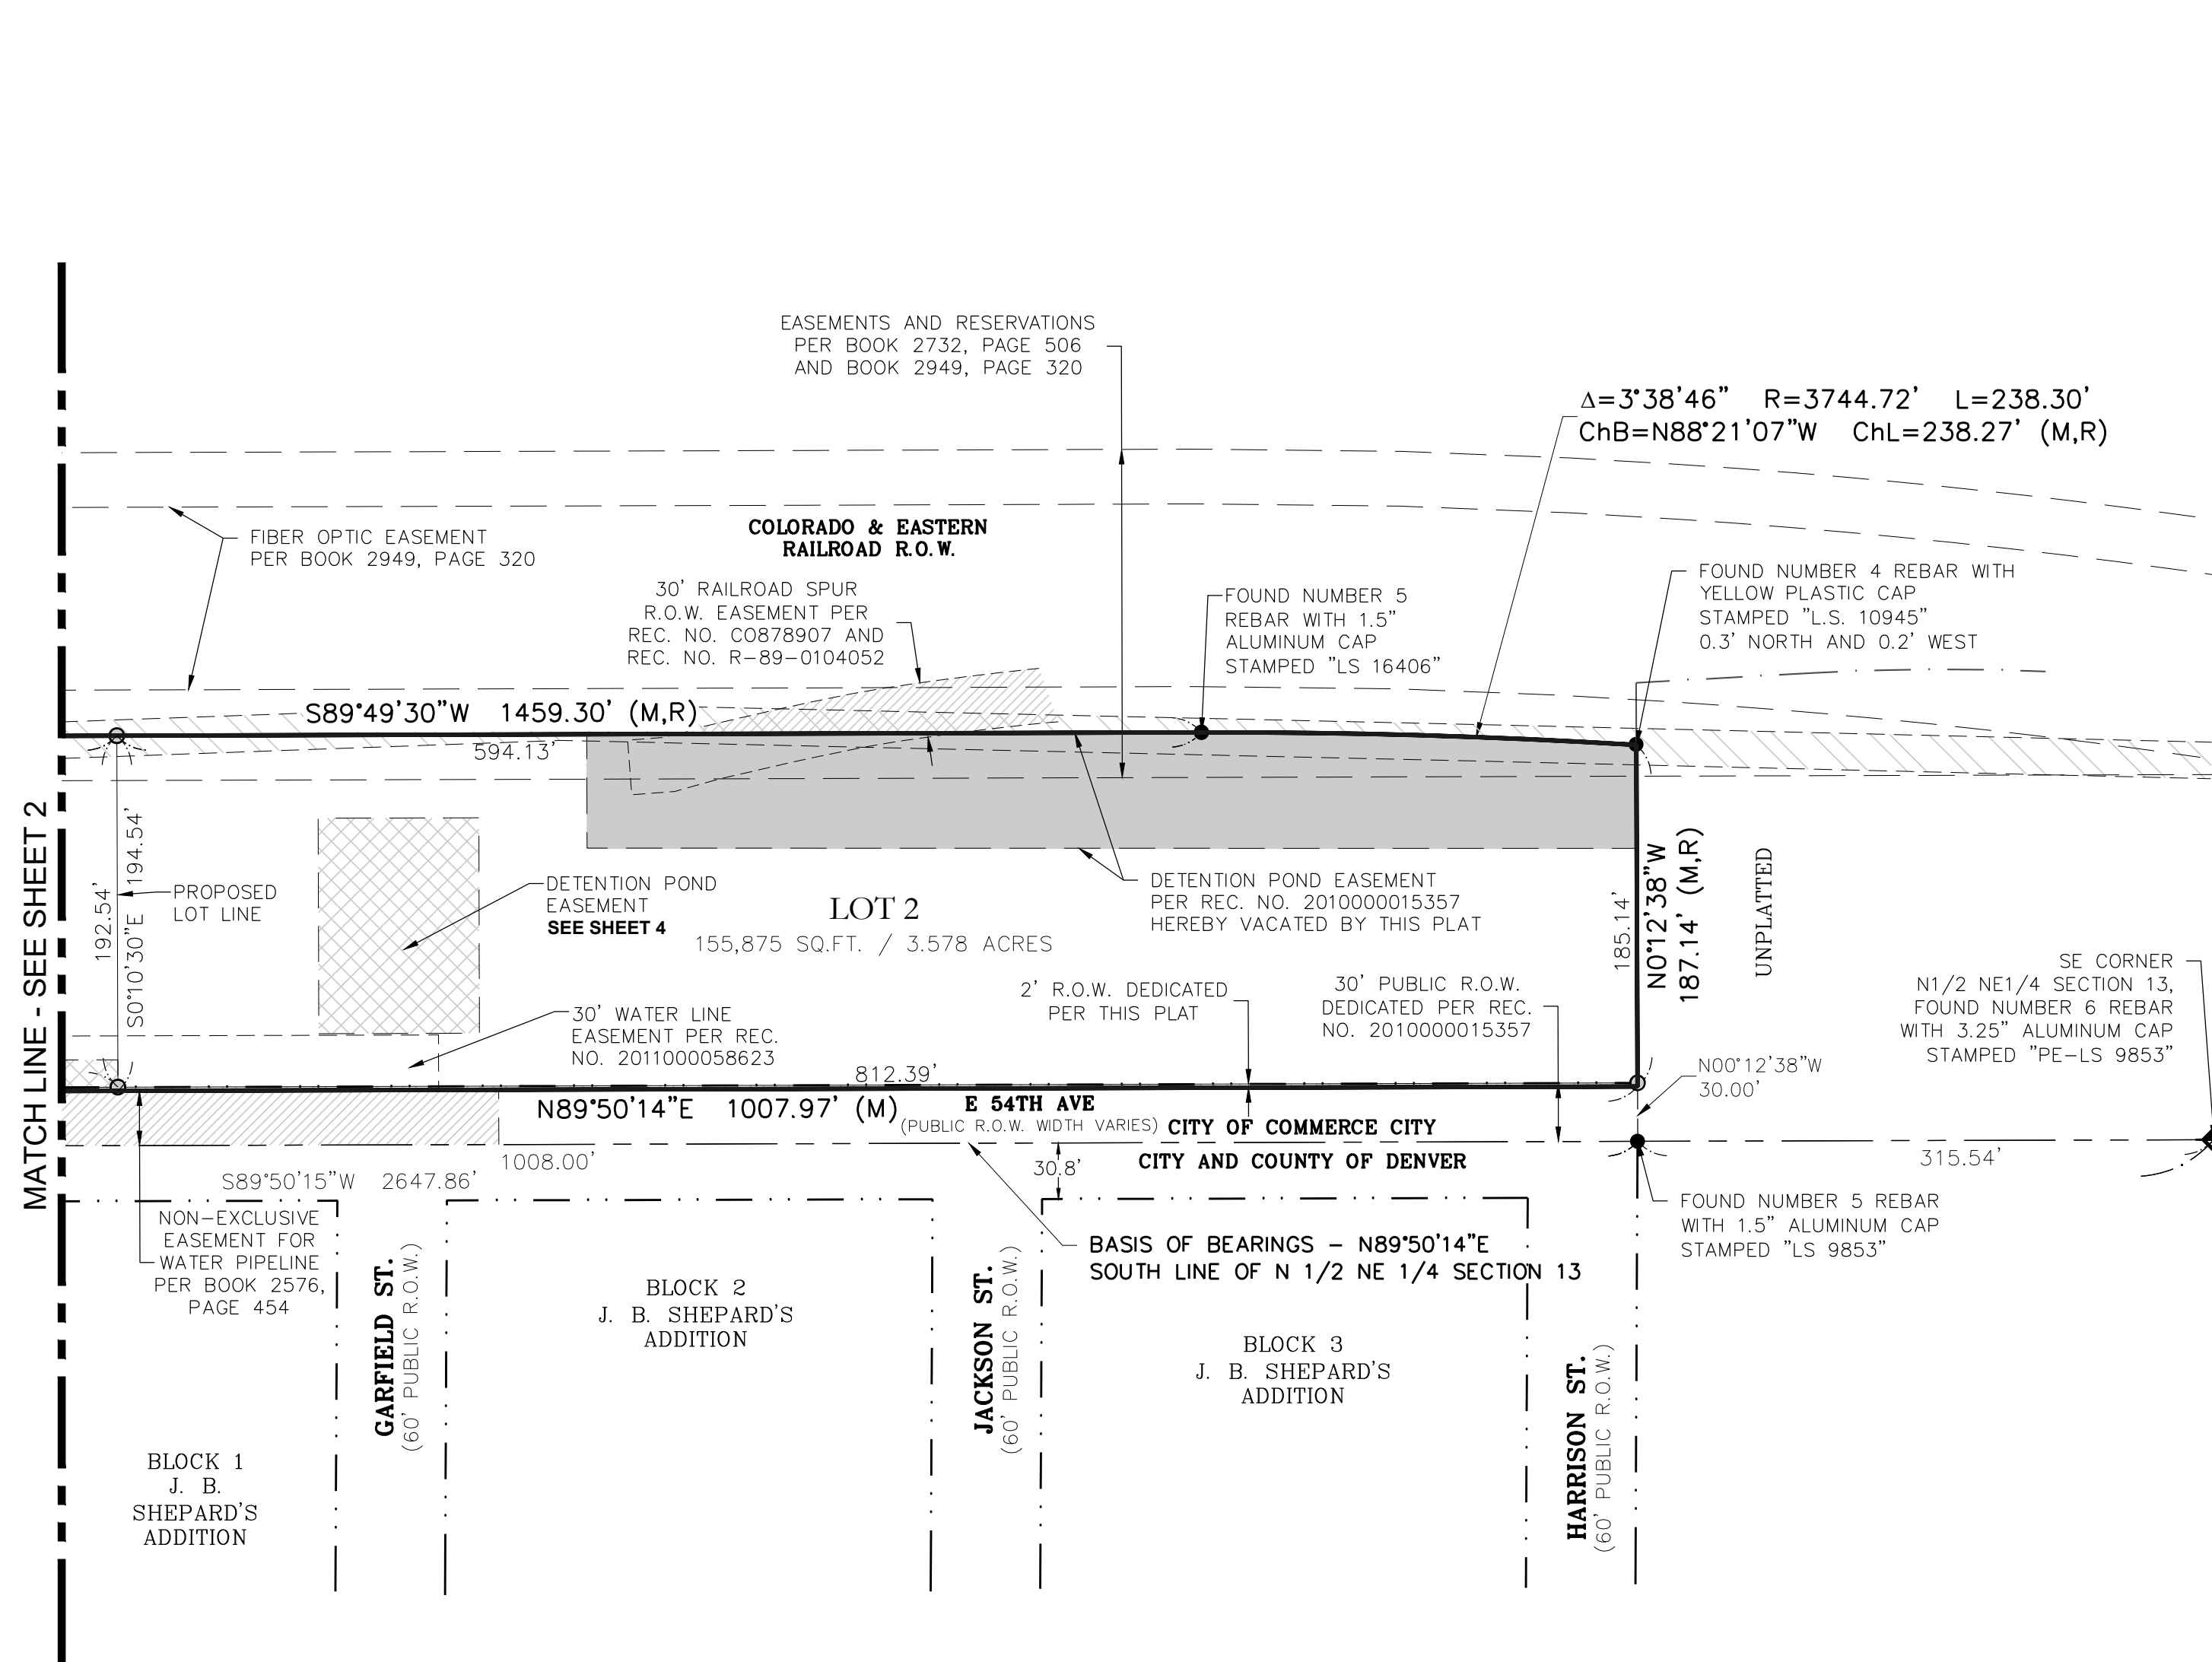 EASEMENTS AND RESERVATIONS
PER BOOK 2732, PAGE 506
AND BOOK 2949, PAGE 320
Δ=3°38'46" R=3744.72' L=238.30'
ChB=N88°21'07"W ChL=238.27' (M,R)
FIBER OPTIC EASEMENT
PER BOOK 2949, PAGE 320
COLORADO & EASTERN
RAILROAD R.O.W.
30' RAILROAD SPUR
R.O.W. EASEMENT PER
REC. NO. CO878907 AND
REC. NO. R-89-0104052
FOUND NUMBER 5
REBAR WITH 1.5"
ALUMINUM CAP
STAMPED "LS 16406"
FOUND NUMBER 4 REBAR WITH
YELLOW PLASTIC CAP
STAMPED "L.S. 10945"
0.3' NORTH AND 0.2' WEST
S89°49'30"W 1459.30' (M,R)
594.13'
MATCH LINE - SEE SHEET 2
192.54'
S0°10'30"E 194.54'
PROPOSED
LOT LINE
DETENTION POND
EASEMENT
SEE SHEET 4
LOT 2
155,875 SQ.FT. / 3.578 ACRES
DETENTION POND EASEMENT
PER REC. NO. 2010000015357
HEREBY VACATED BY THIS PLAT
185.14'
N0°12'38"W
187.14' (M,R)
UNPLATTED
SE CORNER
N1/2 NE1/4 SECTION 13,
FOUND NUMBER 6 REBAR
WITH 3.25" ALUMINUM CAP
STAMPED "PE-LS 9853"
30' WATER LINE
EASEMENT PER REC.
NO. 2011000058623
2' R.O.W. DEDICATED
PER THIS PLAT
30' PUBLIC R.O.W.
DEDICATED PER REC.
NO. 2010000015357
812.39'
N00°12'38"W
30.00'
N89°50'14"E 1007.97' (M)
E 54TH AVE
(PUBLIC R.O.W. WIDTH VARIES)
CITY OF COMMERCE CITY
CITY AND COUNTY OF DENVER
1008.00'
S89°50'15"W 2647.86'
30.8'
315.54'
NON-EXCLUSIVE
EASEMENT FOR
WATER PIPELINE
PER BOOK 2576,
PAGE 454
FOUND NUMBER 5 REBAR
WITH 1.5" ALUMINUM CAP
STAMPED "LS 9853"
BASIS OF BEARINGS - N89°50'14"E
SOUTH LINE OF N 1/2 NE 1/4 SECTION 13
BLOCK 1
J. B.
SHEPARD'S
ADDITION
GARFIELD ST.
(60' PUBLIC R.O.W.)
BLOCK 2
J. B. SHEPARD'S
ADDITION
JACKSON ST.
(60' PUBLIC R.O.W.)
BLOCK 3
J. B. SHEPARD'S
ADDITION
HARRISON ST.
(60' PUBLIC R.O.W.)